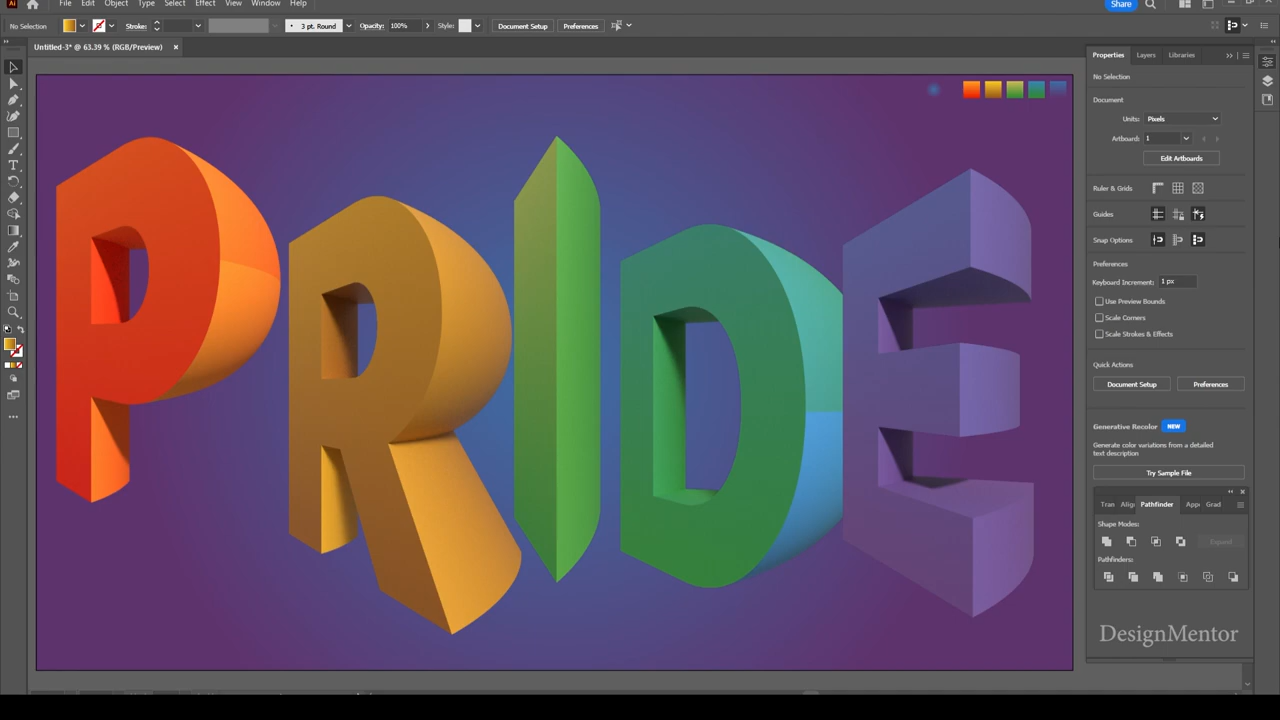 File Edit Object Type Select Effect View Window Help
Share
No Selection
Stroke:
3 pt. Round
Opacity: 100%
Style:
Document Setup
Preferences
Untitled-3* @ 63.39 % (RGB/Preview)
PRIDE
Properties Layers Libraries
No Selection
Document
Units: Pixels
Artboard: 1
Edit Artboards
Ruler & Grids
Guides
Snap Options
Preferences
Keyboard Increment: 1 px
Use Preview Bounds
Scale Corners
Scale Strokes & Effects
Quick Actions
Document Setup Preferences
Generative Recolor NEW
Generate color variations from a detailed
text description
Try Sample File
Tran Align Pathfinder Appe Grad
Shape Modes:
Expand
Pathfinders:
DesignMentor